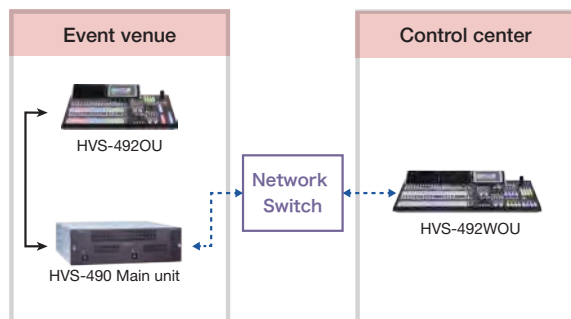 Event venue
Control center
HVS-492OU
Network
Switch
HVS-492WOU
HVS-490 Main unit